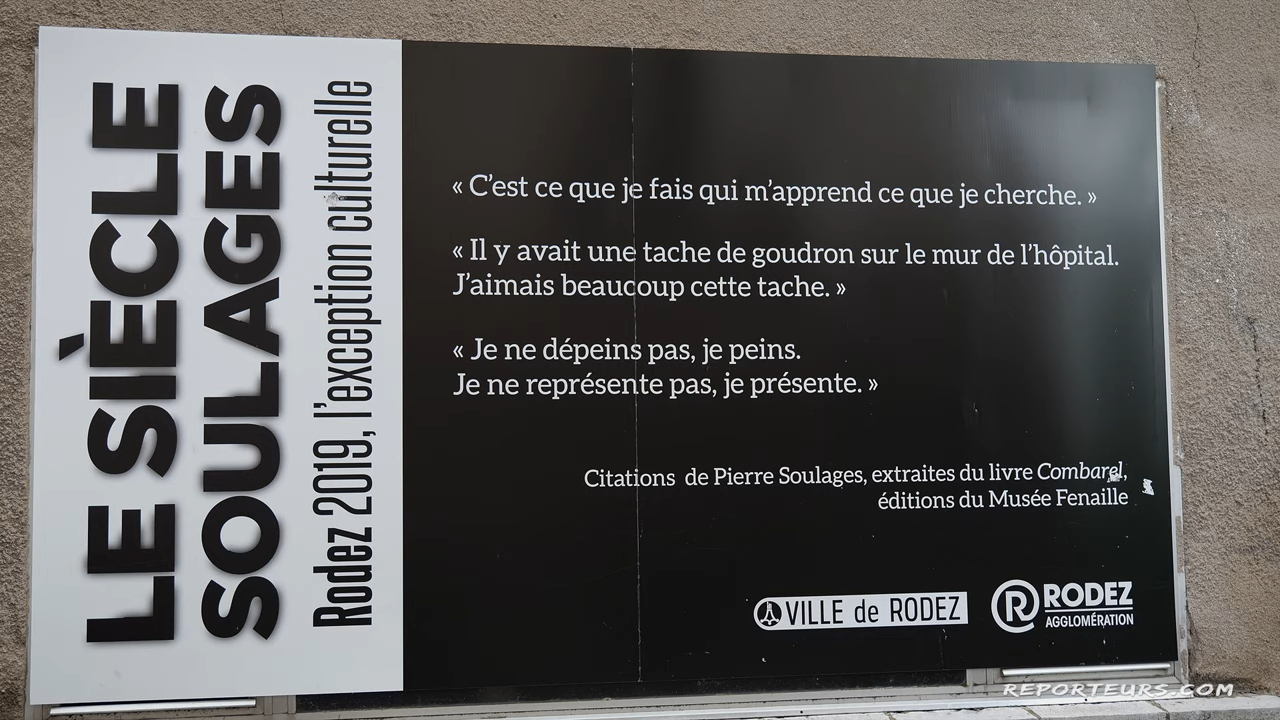 LE SIÈCLE
SOULAGES
Rodez 2019, l'exception culturelle
« C'est ce que je fais qui m'apprend ce que je cherche. »
« Il y avait une tache de goudron sur le mur de l'hôpital.
J'aimais beaucoup cette tache. »
« Je ne dépeins pas, je peins.
Je ne représente pas, je présente. »
Citations de Pierre Soulages, extraites du livre Combarel,
éditions du Musée Fenaille
VILLE de RODEZ
R RODEZ
AGGLOMÉRATION
REPORTEURS.COM